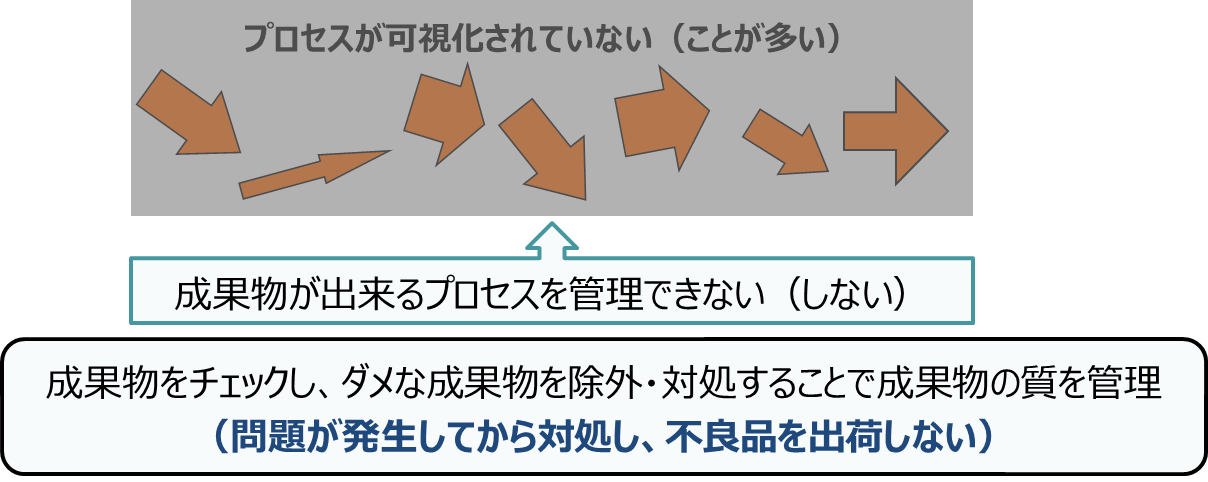 プロセスが可視化されていない（ことが多い）
成果物が出来るプロセスを管理できない（しない）
成果物をチェックし、ダメな成果物を除外・対処することで成果物の質を管理
（問題が発生してから対処し、不良品を出荷しない）